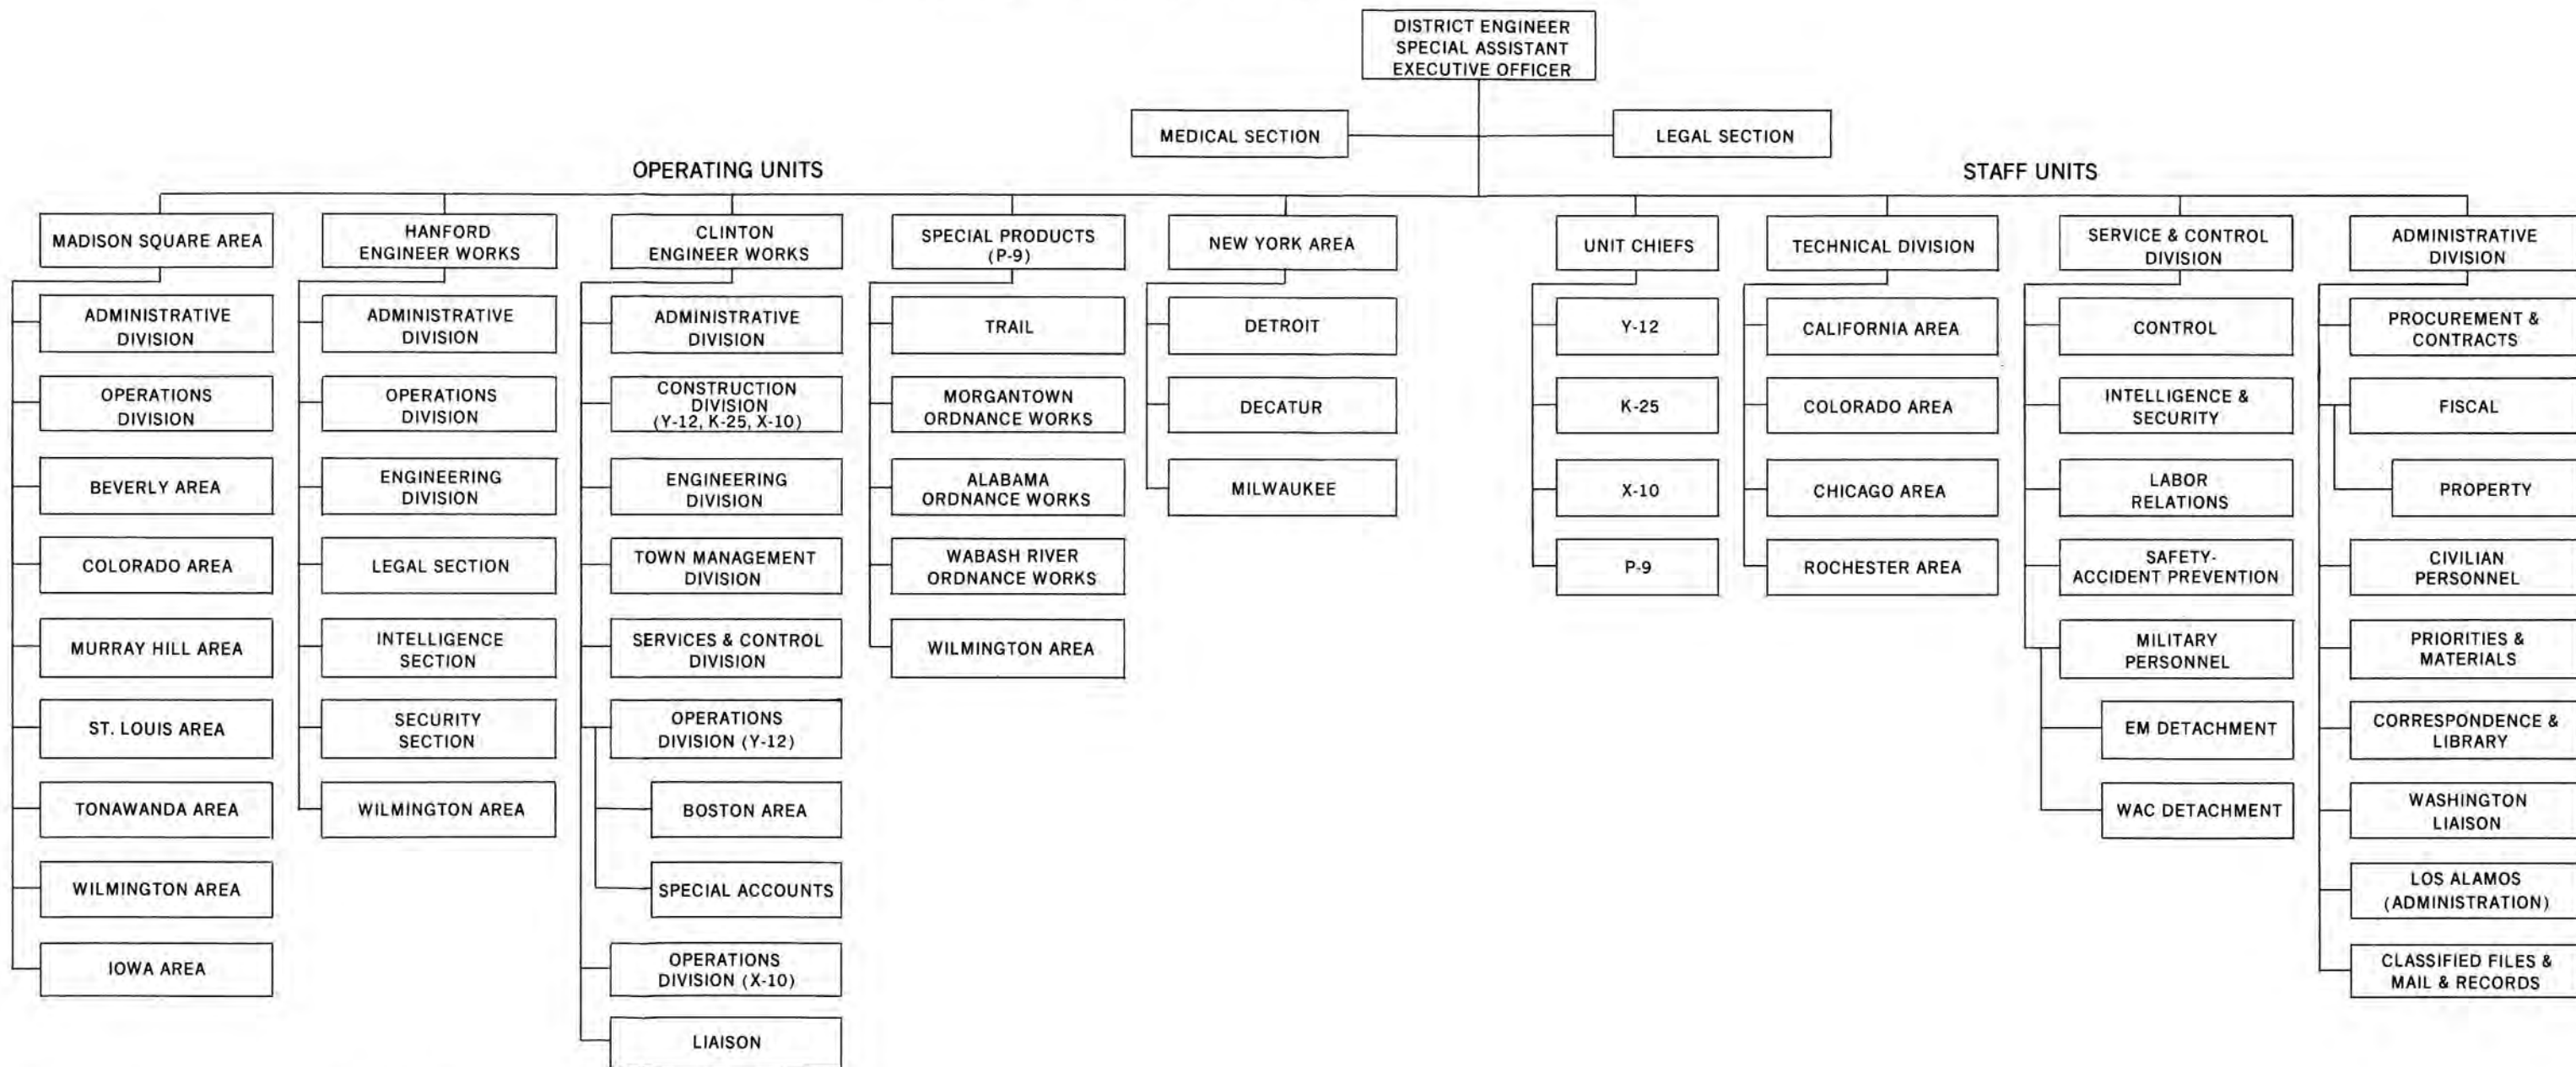 DISTRICT ENGINEER
SPECIAL ASSISTANT
EXECUTIVE OFFICER
MEDICAL SECTION
LEGAL SECTION
OPERATING UNITS
STAFF UNITS
MADISON SQUARE AREA
ADMINISTRATIVE
DIVISION
OPERATIONS
DIVISION
BEVERLY AREA
COLORADO AREA
MURRAY HILL AREA
ST. LOUIS AREA
TONAWANDA AREA
WILMINGTON AREA
IOWA AREA
HANFORD
ENGINEER WORKS
ADMINISTRATIVE
DIVISION
OPERATIONS
DIVISION
ENGINEERING
DIVISION
LEGAL SECTION
INTELLIGENCE
SECTION
SECURITY
SECTION
WILMINGTON AREA
CLINTON
ENGINEER WORKS
ADMINISTRATIVE
DIVISION
CONSTRUCTION
DIVISION
(Y-12, K-25, X-10)
ENGINEERING
DIVISION
TOWN MANAGEMENT
DIVISION
SERVICES & CONTROL
DIVISION
OPERATIONS
DIVISION (Y-12)
BOSTON AREA
SPECIAL ACCOUNTS
OPERATIONS
DIVISION (X-10)
LIAISON
SPECIAL PRODUCTS
(P-9)
TRAIL
MORGANTOWN
ORDNANCE WORKS
ALABAMA
ORDNANCE WORKS
WABASH RIVER
ORDNANCE WORKS
WILMINGTON AREA
NEW YORK AREA
DETROIT
DECATUR
MILWAUKEE
UNIT CHIEFS
Y-12
K-25
X-10
P-9
TECHNICAL DIVISION
CALIFORNIA AREA
COLORADO AREA
CHICAGO AREA
ROCHESTER AREA
SERVICE & CONTROL
DIVISION
CONTROL
INTELLIGENCE &
SECURITY
LABOR
RELATIONS
SAFETY-
ACCIDENT PREVENTION
MILITARY
PERSONNEL
EM DETACHMENT
WAC DETACHMENT
ADMINISTRATIVE
DIVISION
PROCUREMENT &
CONTRACTS
FISCAL
PROPERTY
CIVILIAN
PERSONNEL
PRIORITIES &
MATERIALS
CORRESPONDENCE &
LIBRARY
WASHINGTON
LIAISON
LOS ALAMOS
(ADMINISTRATION)
CLASSIFIED FILES &
MAIL & RECORDS